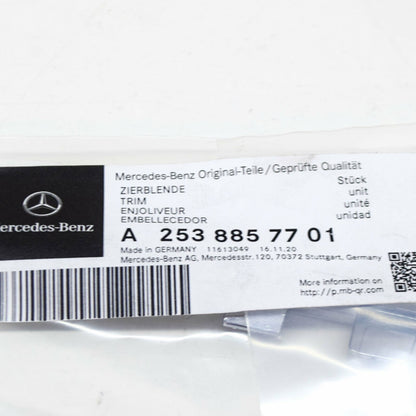 Mercedes-Benz Original-Teile/Geprüfte Qualität
ZIERBLENDE
TRIM
ENJOLIVEUR
EMBELLECEDOR
Stück
unit
unité
unidad
Mercedes-Benz
A 253 885 77 01
Made in GERMANY 11613049 16.11.20
Mercedes-Benz AG, Mercedesstr.120, 70372 Stuttgart, Germany
More information on
http://p.mb-qr.com/